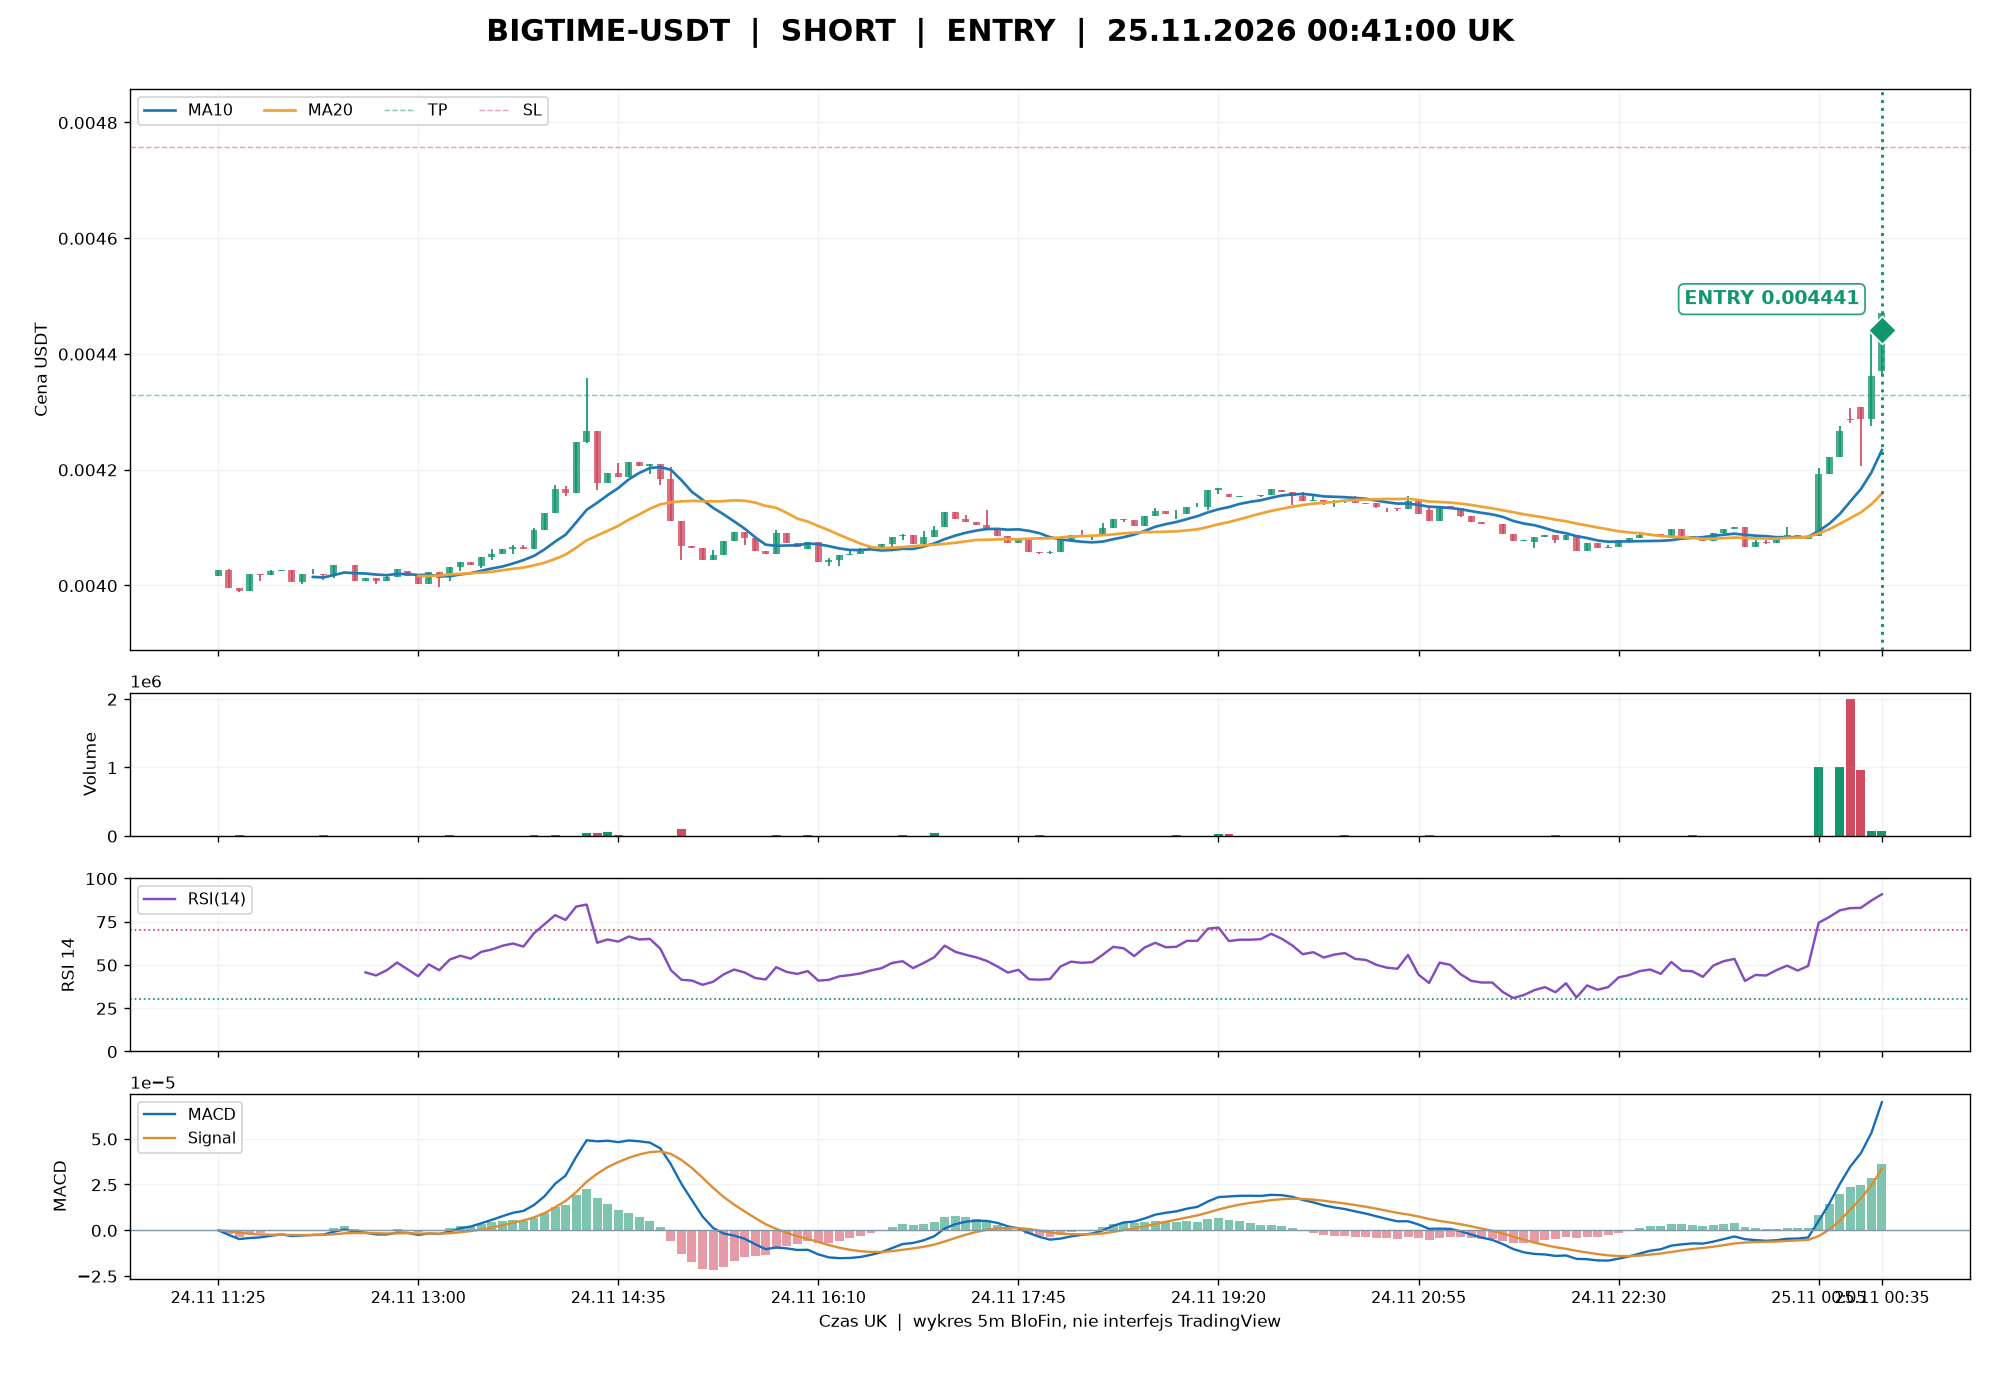 BIGTIME-USDT | SHORT | ENTRY | 25.11.2026 00:41:00 UK
MA10 MA20 TP SL
0.0048
0.0046
0.0044
0.0042
0.0040
Cena USDT
ENTRY 0.004441
1e6
2
1
0
Volume
RSI(14)
100
75
50
25
0
RSI 14
1e−5
MACD
Signal
5.0
2.5
0.0
−2.5
MACD
24.11 11:25 24.11 13:00 24.11 14:35 24.11 16:10 24.11 17:45 24.11 19:20 24.11 20:55 24.11 22:30 25.11 00:05 25.11 00:35
Czas UK | wykres 5m BloFin, nie interfejs TradingView